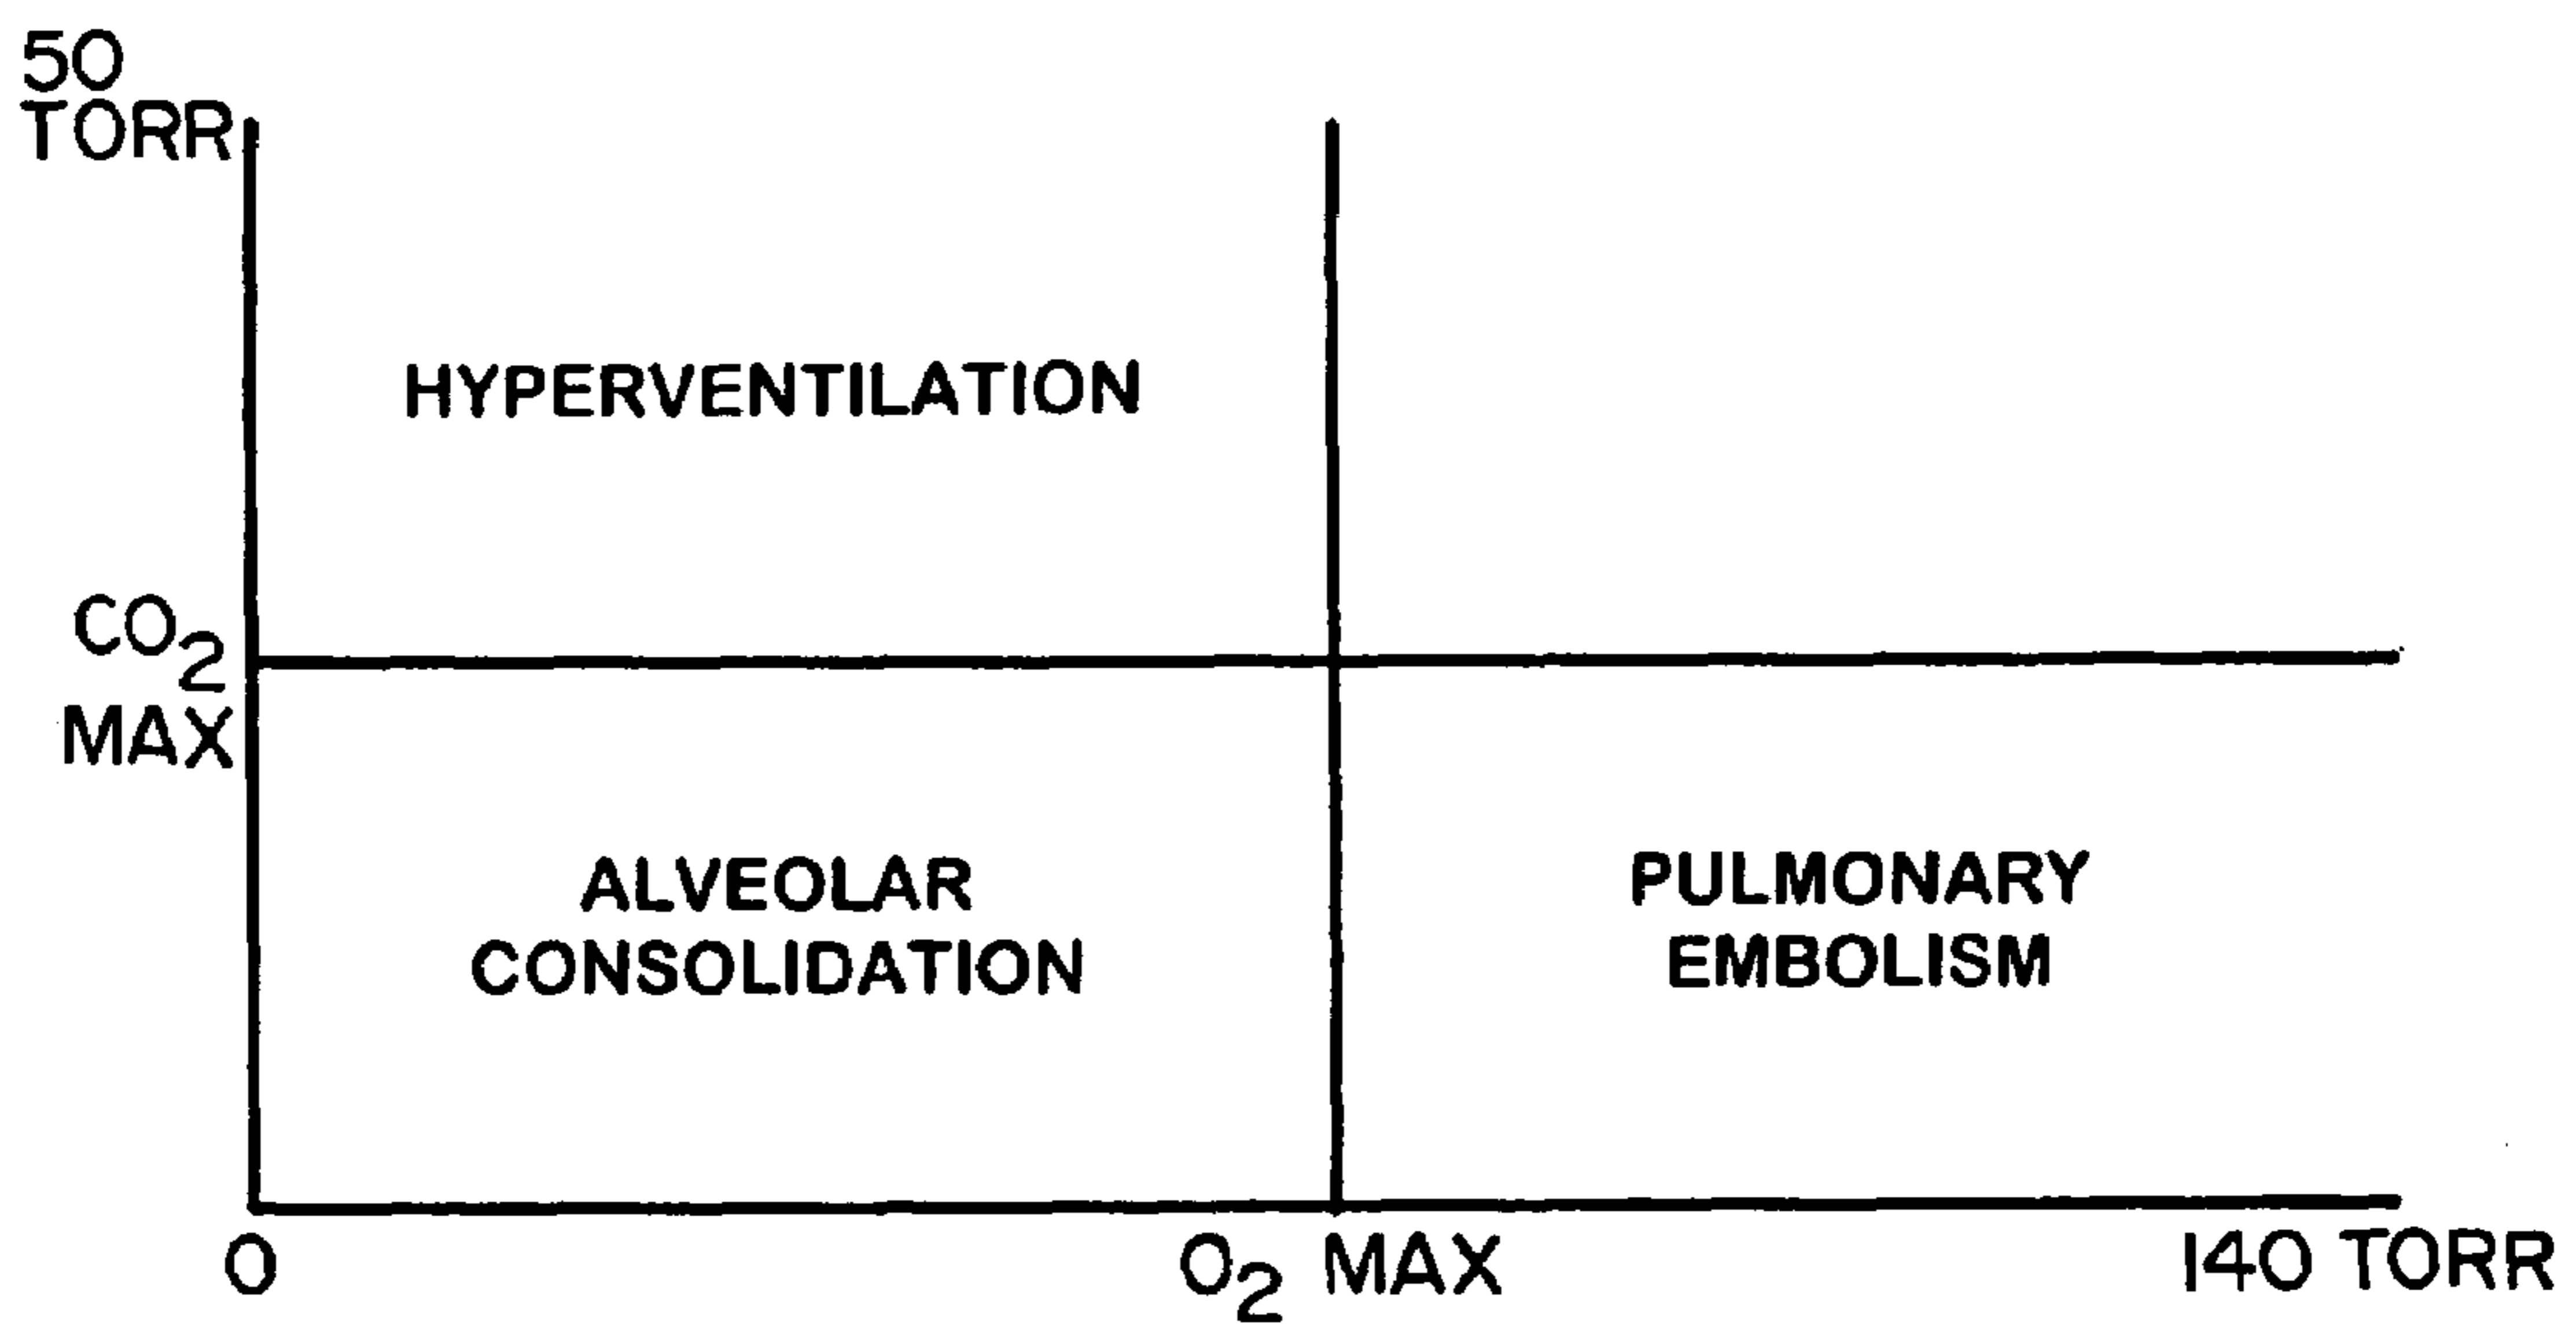 50
TORR
HYPERVENTILATION
CO₂
MAX
ALVEOLAR
CONSOLIDATION
PULMONARY
EMBOLISM
0
O₂ MAX
140 TORR